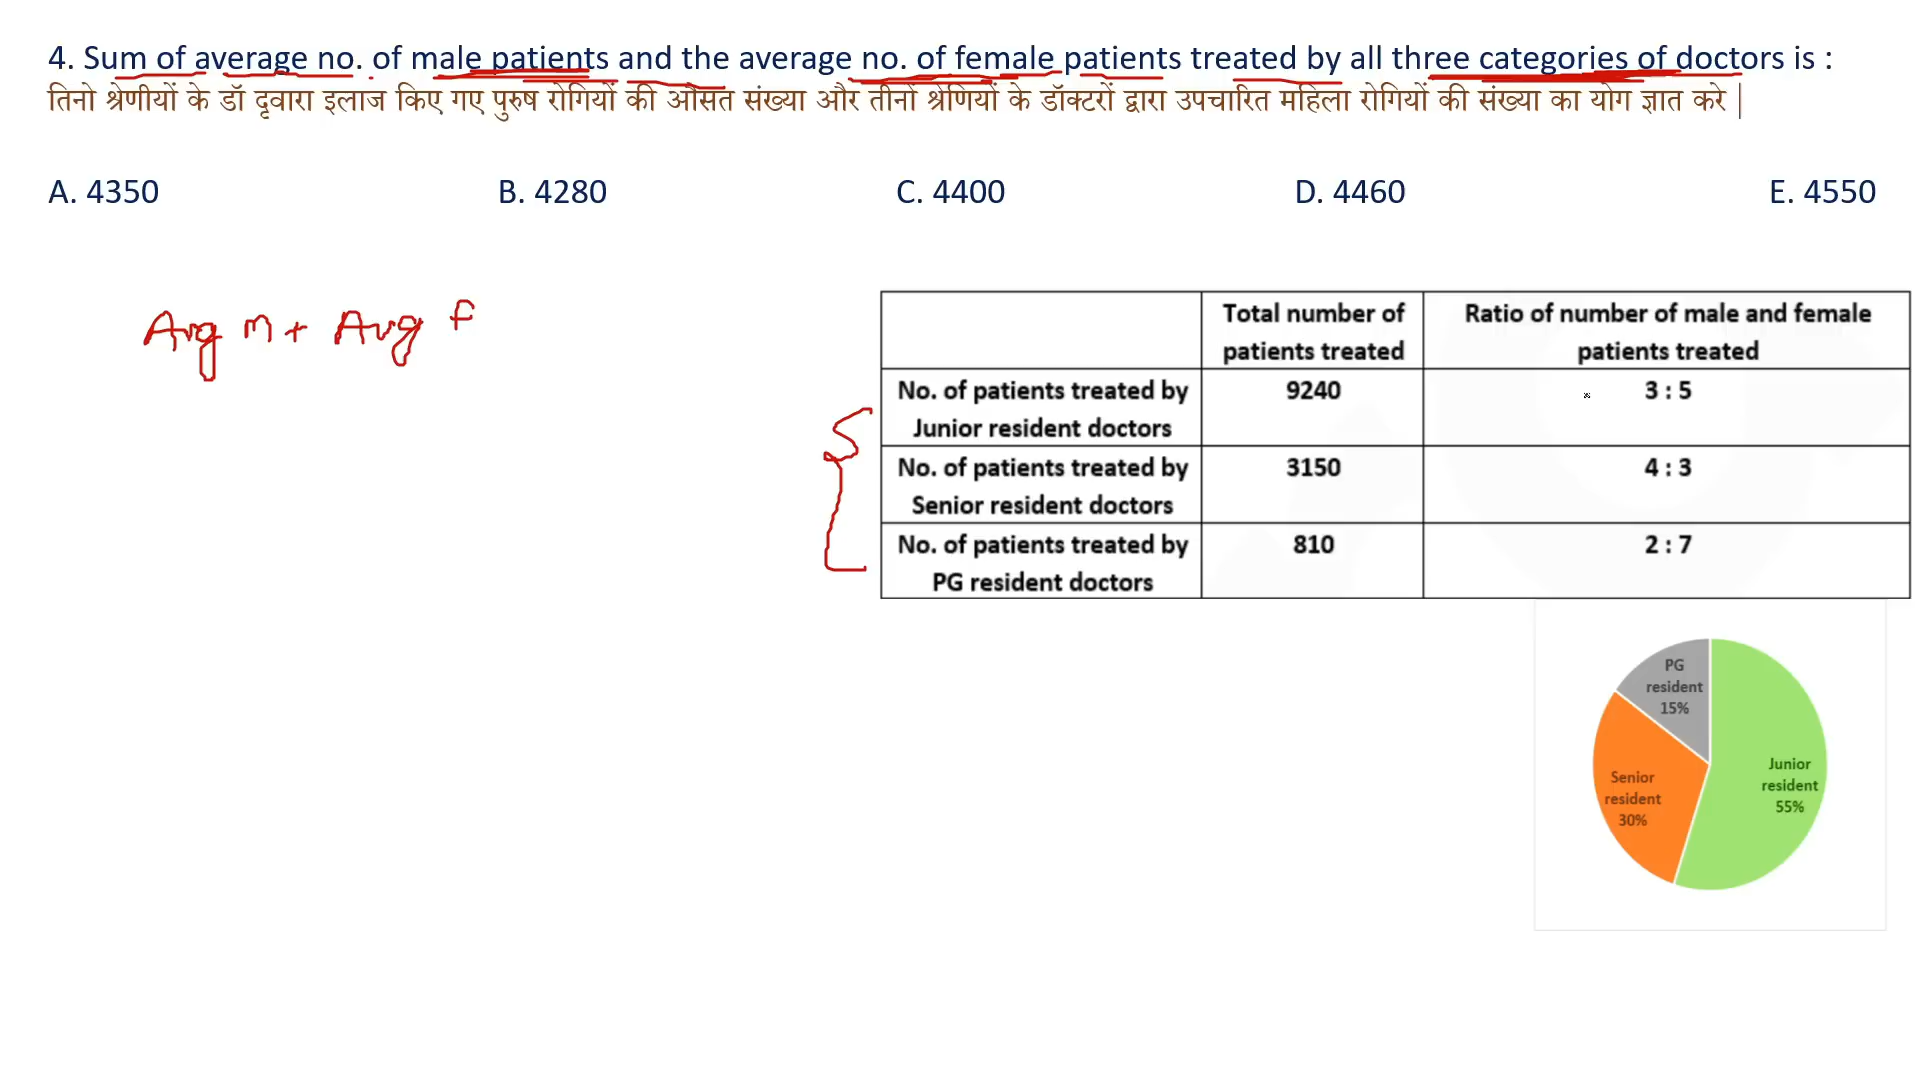 4. Sum of average no. of male patients and the average no. of female patients treated by all three categories of doctors is :
तिनो श्रेणीयों के डॉ दृवारा इलाज किए गए पुरुष रोगियों की औसत संख्या और तीनो श्रेणियों के डॉक्टरों द्वारा उपचारित महिला रोगियों की संख्या का योग ज्ञात करे |
A. 4350 B. 4280 C. 4400 D. 4460 E. 4550
Avg m + Avg f
Total number of patients treated
Ratio of number of male and female patients treated
No. of patients treated by Junior resident doctors 9240 3 : 5
No. of patients treated by Senior resident doctors 3150 4 : 3
No. of patients treated by PG resident doctors 810 2 : 7
PG
resident
15%
Junior
resident
55%
Senior
resident
30%